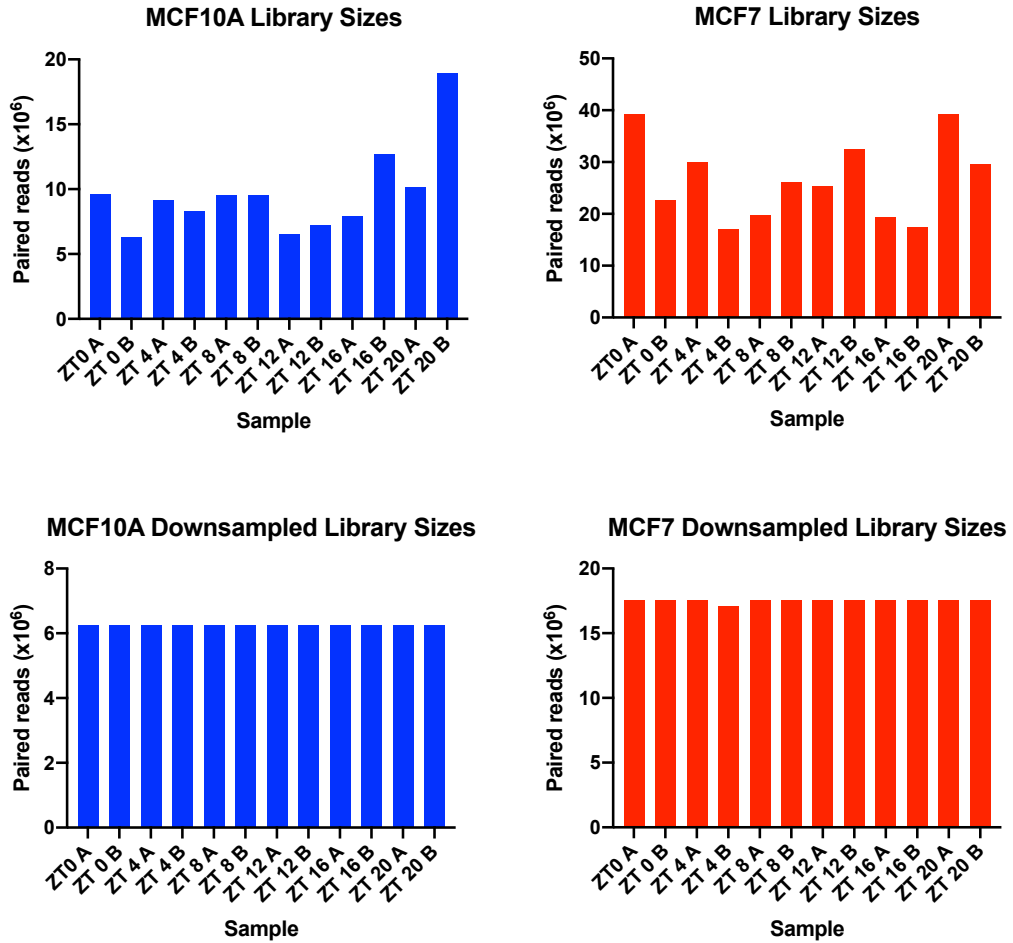 MCF10A Library Sizes
Paired reads (x10⁶)
20
15
10
5
0
ZT0 A
ZT 0 B
ZT 4 A
ZT 4 B
ZT 8 A
ZT 8 B
ZT 12 A
ZT 12 B
ZT 16 A
ZT 16 B
ZT 20 A
ZT 20 B
Sample
MCF7 Library Sizes
Paired reads (x10⁶)
50
40
30
20
10
0
ZT0 A
ZT 0 B
ZT 4 A
ZT 4 B
ZT 8 A
ZT 8 B
ZT 12 A
ZT 12 B
ZT 16 A
ZT 16 B
ZT 20 A
ZT 20 B
Sample
MCF10A Downsampled Library Sizes
Paired reads (x10⁶)
8
6
4
2
0
ZT0 A
ZT 0 B
ZT 4 A
ZT 4 B
ZT 8 A
ZT 8 B
ZT 12 A
ZT 12 B
ZT 16 A
ZT 16 B
ZT 20 A
ZT 20 B
Sample
MCF7 Downsampled Library Sizes
Paired reads (x10⁶)
20
15
10
5
0
ZT0 A
ZT 0 B
ZT 4 A
ZT 4 B
ZT 8 A
ZT 8 B
ZT 12 A
ZT 12 B
ZT 16 A
ZT 16 B
ZT 20 A
ZT 20 B
Sample